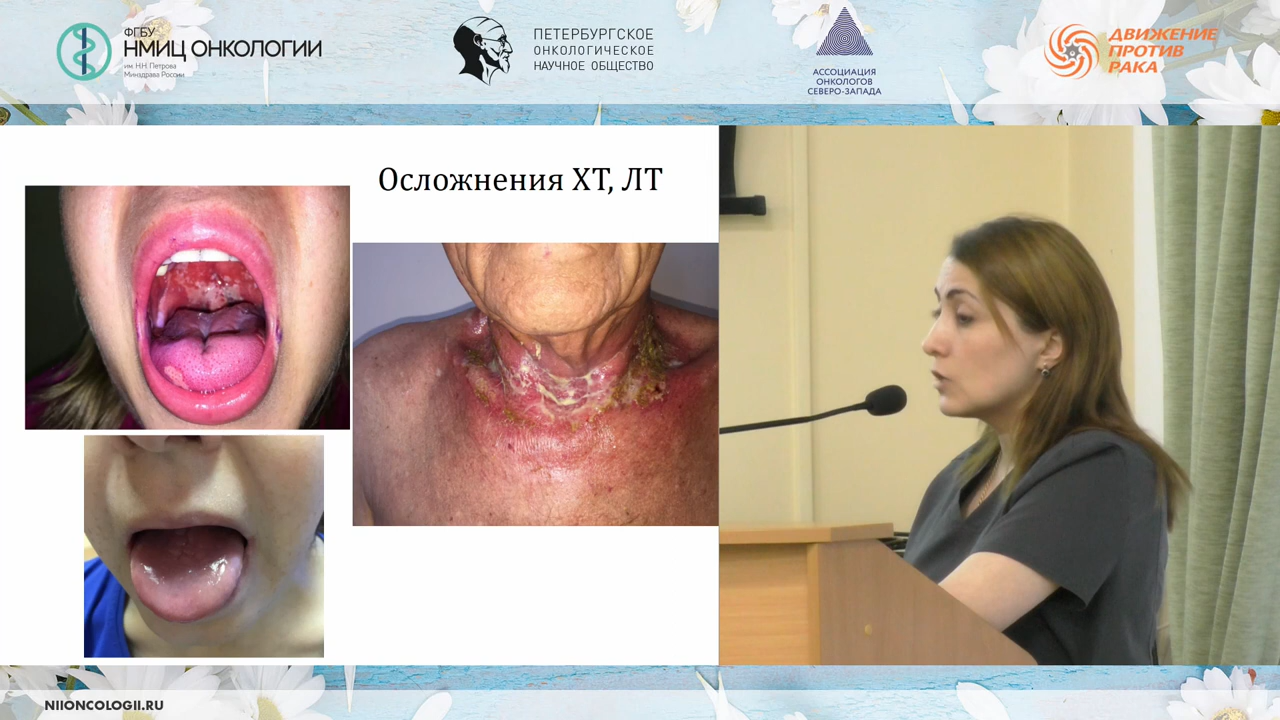 ФГБУ
НМИЦ ОНКОЛОГИИ
им. Н.Н. Петрова
Минздрава России
ПЕТЕРБУРГСКОЕ
ОНКОЛОГИЧЕСКОЕ
НАУЧНОЕ ОБЩЕСТВО
АССОЦИАЦИЯ
ОНКОЛОГОВ
СЕВЕРО-ЗАПАДА
ДВИЖЕНИЕ
ПРОТИВ
РАКА
Осложнения ХТ, ЛТ
NIIONCOLOGII.RU